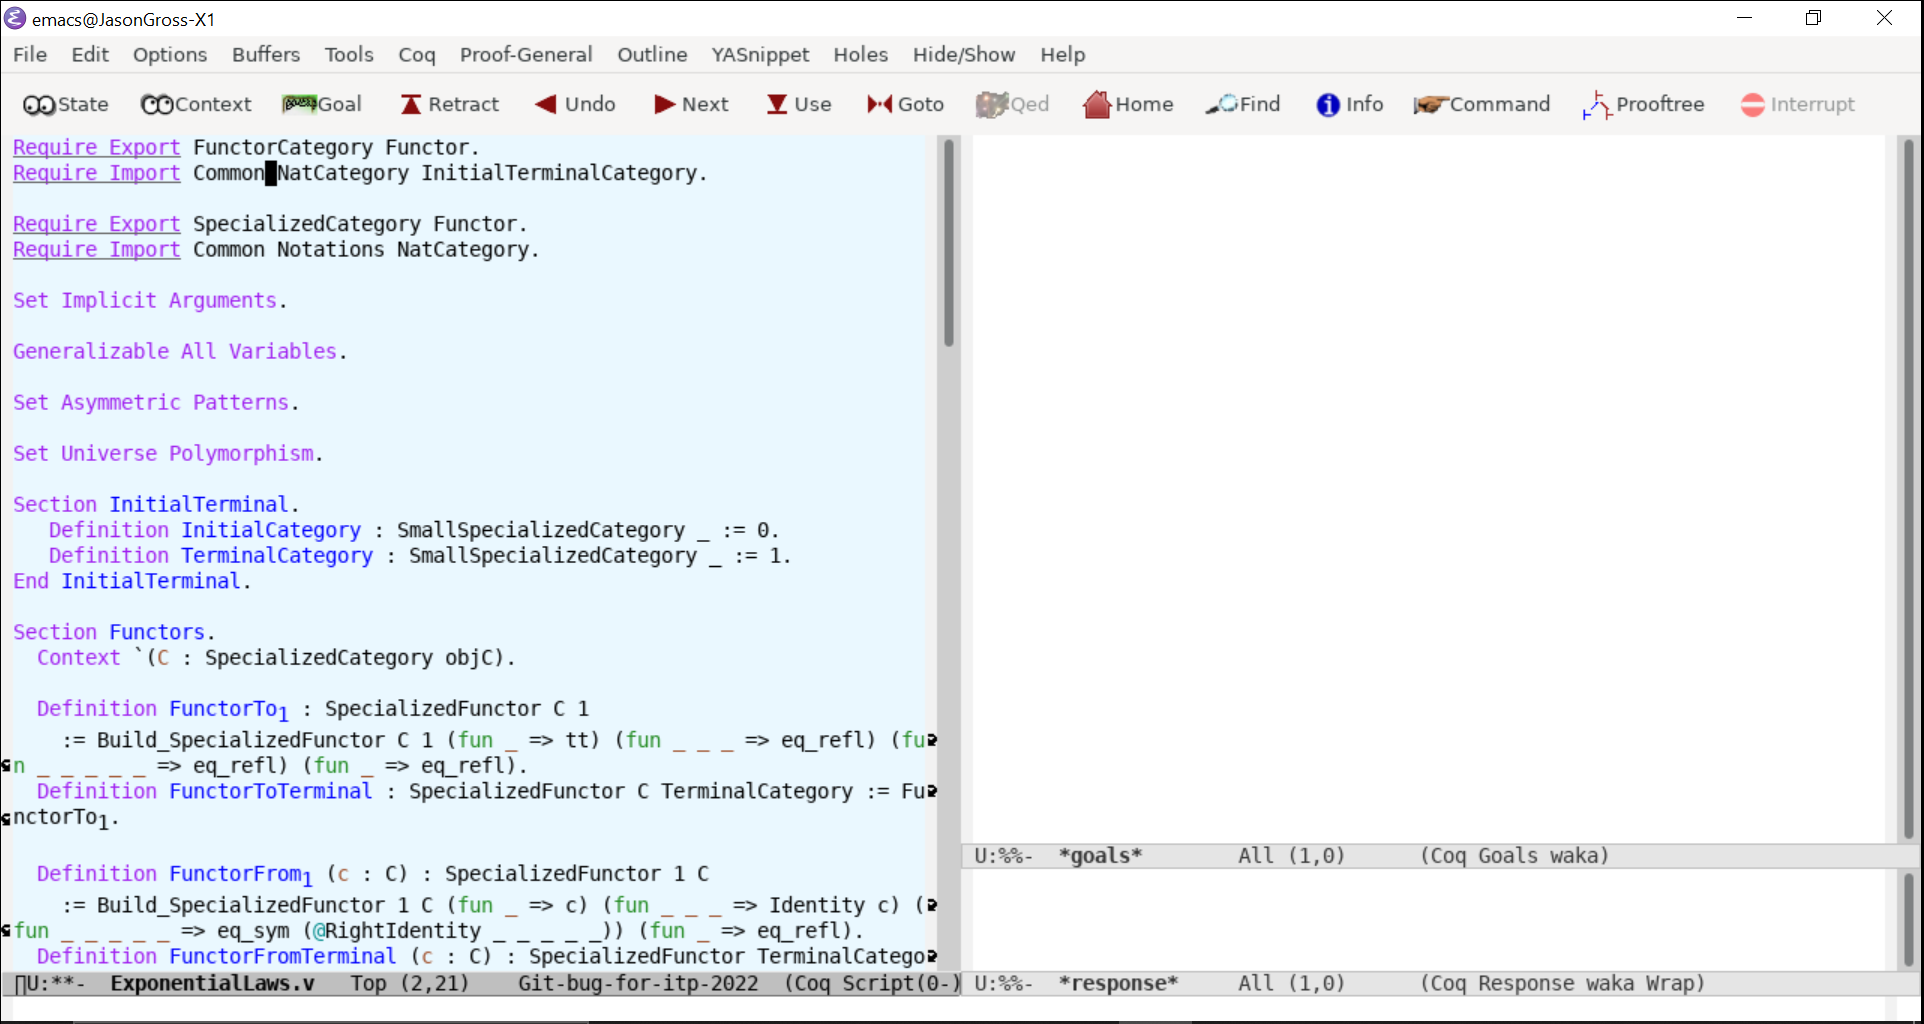 emacs@JasonGross-X1
File Edit Options Buffers Tools Coq Proof-General Outline YASnippet Holes Hide/Show Help
State Context Goal Retract Undo Next Use Goto Qed Home Find Info Command Prooftree Interrupt
Require Export FunctorCategory Functor.
Require Import Common NatCategory InitialTerminalCategory.
Require Export SpecializedCategory Functor.
Require Import Common Notations NatCategory.
Set Implicit Arguments.
Generalizable All Variables.
Set Asymmetric Patterns.
Set Universe Polymorphism.
Section InitialTerminal.
Definition InitialCategory : SmallSpecializedCategory _ := 0.
Definition TerminalCategory : SmallSpecializedCategory _ := 1.
End InitialTerminal.
Section Functors.
Context `(C : SpecializedCategory objC).
Definition FunctorTo₁ : SpecializedFunctor C 1
:= Build_SpecializedFunctor C 1 (fun _ => tt) (fun _ _ _ => eq_refl) (fu
n _ _ _ _ _ => eq_refl) (fun _ => eq_refl).
Definition FunctorToTerminal : SpecializedFunctor C TerminalCategory := Fu
nctorTo₁.
Definition FunctorFrom₁ (c : C) : SpecializedFunctor 1 C
:= Build_SpecializedFunctor 1 C (fun _ => c) (fun _ _ _ => Identity c) (
fun _ _ _ _ _ => eq_sym (@RightIdentity _ _ _ _ _)) (fun _ => eq_refl).
Definition FunctorFromTerminal (c : C) : SpecializedFunctor TerminalCatego
U:**- ExponentialLaws.v Top (2,21) Git-bug-for-itp-2022 (Coq Script(0-)
U:%%- *goals* All (1,0) (Coq Goals waka)
U:%%- *response* All (1,0) (Coq Response waka Wrap)